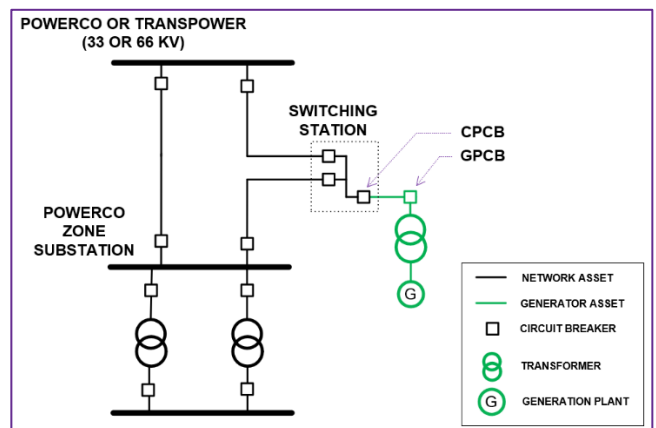 POWERCO OR TRANSPOWER
(33 OR 66 KV)
SWITCHING
STATION
CPCB
GPCB
POWERCO
ZONE
SUBSTATION
G
NETWORK ASSET
GENERATOR ASSET
CIRCUIT BREAKER
TRANSFORMER
G
GENERATION PLANT